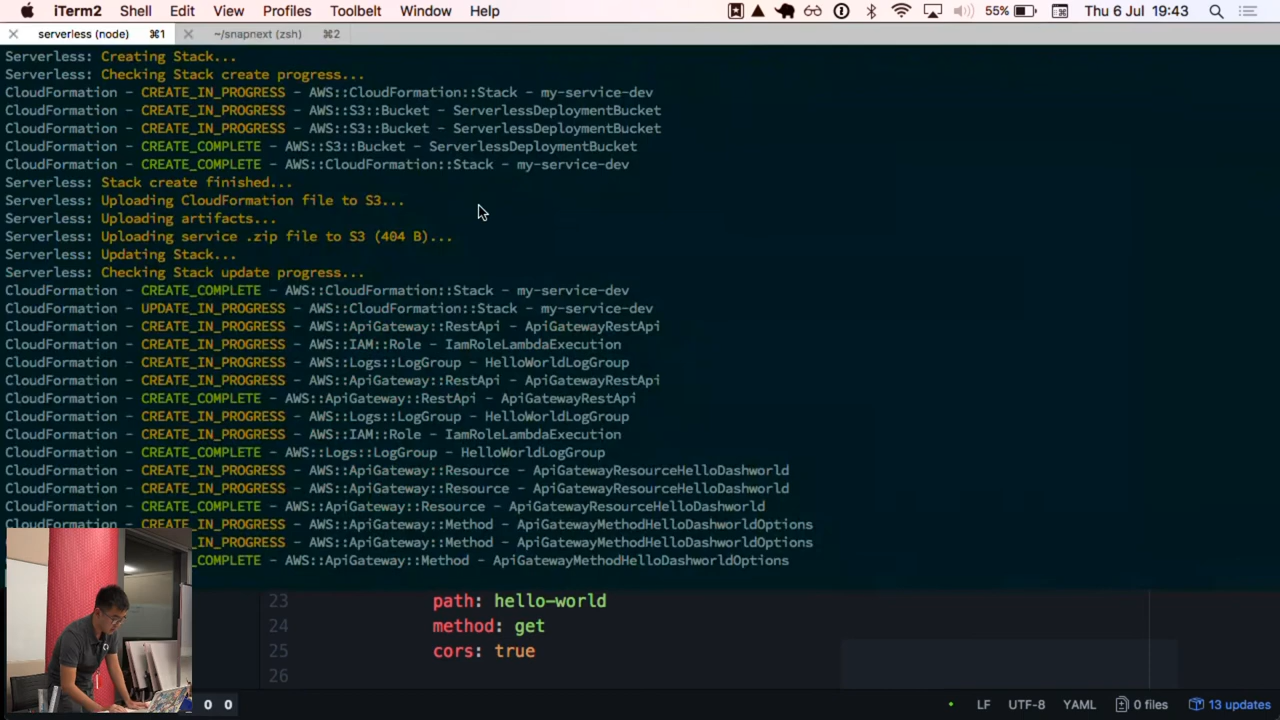 iTerm2 Shell Edit View Profiles Toolbelt Window Help 55% Thu 6 Jul 19:43
serverless (node) ⌘1 ~/snapnext (zsh) ⌘2
Serverless: Creating Stack...
Serverless: Checking Stack create progress...
CloudFormation - CREATE_IN_PROGRESS - AWS::CloudFormation::Stack - my-service-dev
CloudFormation - CREATE_IN_PROGRESS - AWS::S3::Bucket - ServerlessDeploymentBucket
CloudFormation - CREATE_IN_PROGRESS - AWS::S3::Bucket - ServerlessDeploymentBucket
CloudFormation - CREATE_COMPLETE - AWS::S3::Bucket - ServerlessDeploymentBucket
CloudFormation - CREATE_COMPLETE - AWS::CloudFormation::Stack - my-service-dev
Serverless: Stack create finished...
Serverless: Uploading CloudFormation file to S3...
Serverless: Uploading artifacts...
Serverless: Uploading service .zip file to S3 (404 B)...
Serverless: Updating Stack...
Serverless: Checking Stack update progress...
CloudFormation - CREATE_COMPLETE - AWS::CloudFormation::Stack - my-service-dev
CloudFormation - UPDATE_IN_PROGRESS - AWS::CloudFormation::Stack - my-service-dev
CloudFormation - CREATE_IN_PROGRESS - AWS::ApiGateway::RestApi - ApiGatewayRestApi
CloudFormation - CREATE_IN_PROGRESS - AWS::IAM::Role - IamRoleLambdaExecution
CloudFormation - CREATE_IN_PROGRESS - AWS::Logs::LogGroup - HelloWorldLogGroup
CloudFormation - CREATE_IN_PROGRESS - AWS::ApiGateway::RestApi - ApiGatewayRestApi
CloudFormation - CREATE_COMPLETE - AWS::ApiGateway::RestApi - ApiGatewayRestApi
CloudFormation - CREATE_IN_PROGRESS - AWS::Logs::LogGroup - HelloWorldLogGroup
CloudFormation - CREATE_IN_PROGRESS - AWS::IAM::Role - IamRoleLambdaExecution
CloudFormation - CREATE_COMPLETE - AWS::Logs::LogGroup - HelloWorldLogGroup
CloudFormation - CREATE_IN_PROGRESS - AWS::ApiGateway::Resource - ApiGatewayResourceHelloDashworld
CloudFormation - CREATE_IN_PROGRESS - AWS::ApiGateway::Resource - ApiGatewayResourceHelloDashworld
CloudFormation - CREATE_COMPLETE - AWS::ApiGateway::Resource - ApiGatewayResourceHelloDashworld
CloudFormation - CREATE_IN_PROGRESS - AWS::ApiGateway::Method - ApiGatewayMethodHelloDashworldOptions
_IN_PROGRESS - AWS::ApiGateway::Method - ApiGatewayMethodHelloDashworldOptions
_COMPLETE - AWS::ApiGateway::Method - ApiGatewayMethodHelloDashworldOptions
23 path: hello-world
24 method: get
25 cors: true
26
0 0 LF UTF-8 YAML 0 files 13 updates